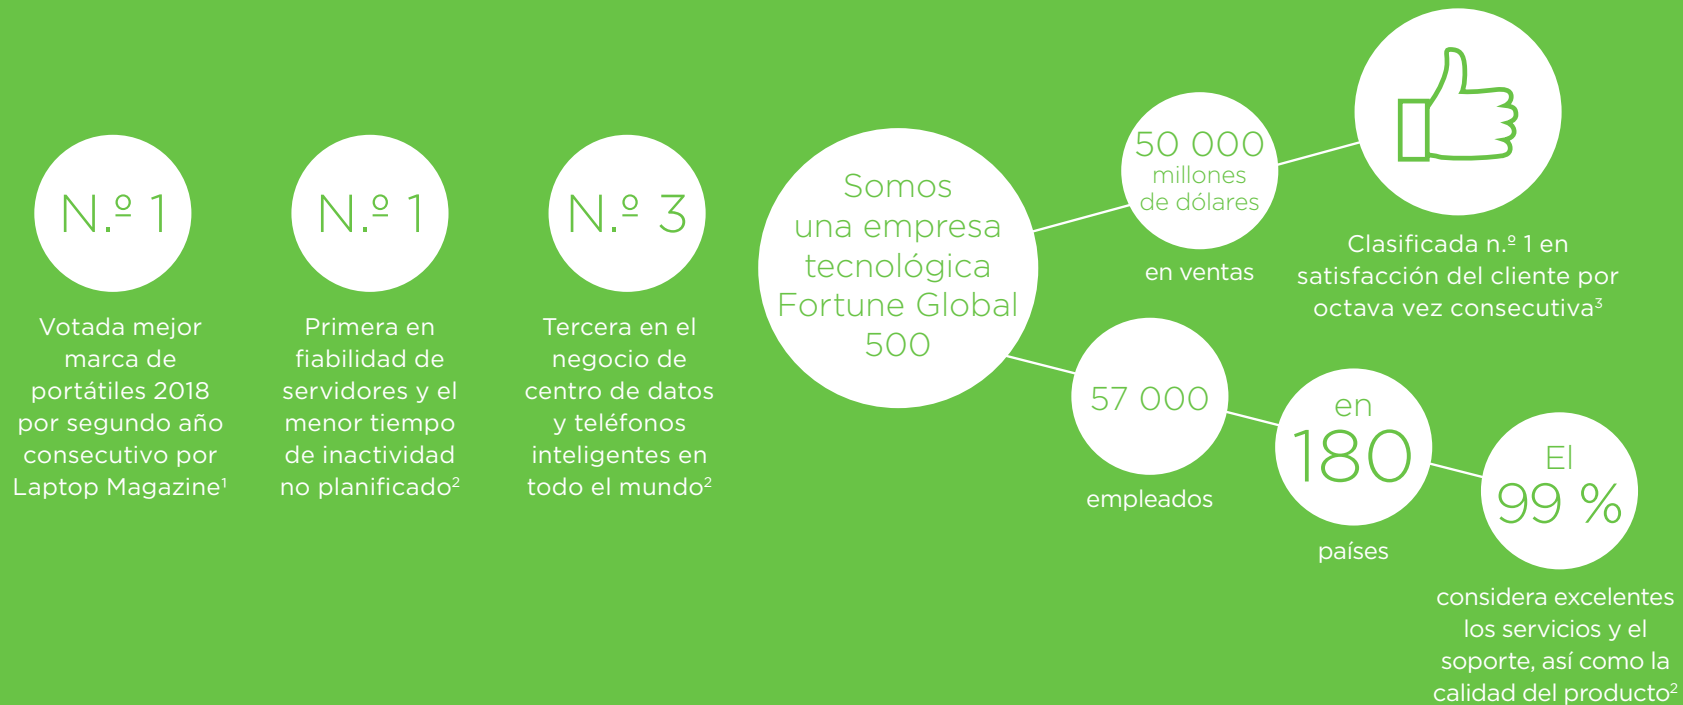 N.º 1
Votada mejor
marca de
portátiles 2018
por segundo año
consecutivo por
Laptop Magazine¹
N.º 1
Primera en
fiabilidad de
servidores y el
menor tiempo
de inactividad
no planificado²
N.º 3
Tercera en el
negocio de
centro de datos
y teléfonos
inteligentes en
todo el mundo²
Somos
una empresa
tecnológica
Fortune Global
500
50 000
millones
de dólares
en ventas
Clasificada n.º 1 en
satisfacción del cliente por
octava vez consecutiva³
57 000
empleados
en
180
países
El
99 %
considera excelentes
los servicios y el
soporte, así como la
calidad del producto²